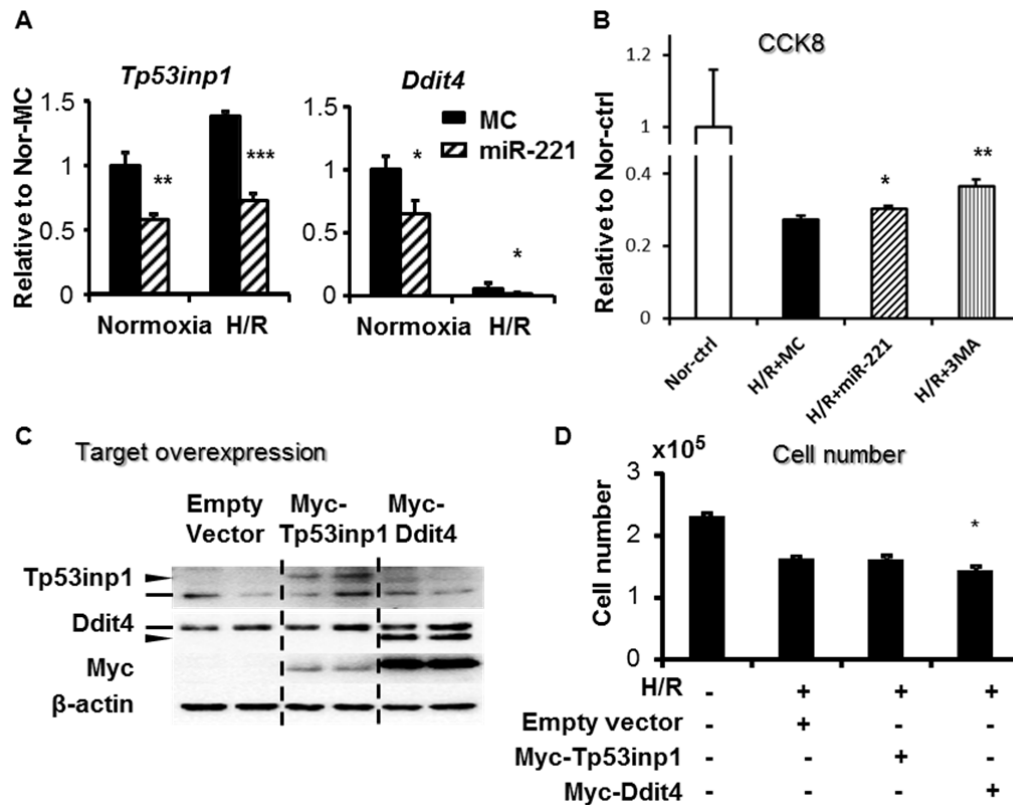 A
Tp53inp1
Ddit4
Relative to Nor-MC
1.5
1
0.5
0
Normoxia H/R
1.5
1
0.5
0
Normoxia H/R
MC
miR-221
**
***
*
*
B
CCK8
Relative to Nor-ctrl
1.2
1
0.4
0.2
0
*
**
Nor-ctrl
H/R+MC
H/R+miR-221
H/R+3MA
C
Target overexpression
Empty Vector
Myc-Tp53inp1
Myc-Ddit4
Tp53inp1
Ddit4
Myc
β-actin
D
x10⁵
Cell number
Cell number
3
2
1
0
*
H/R - + + +
Empty vector - + - -
Myc-Tp53inp1 - - + -
Myc-Ddit4 - - - +